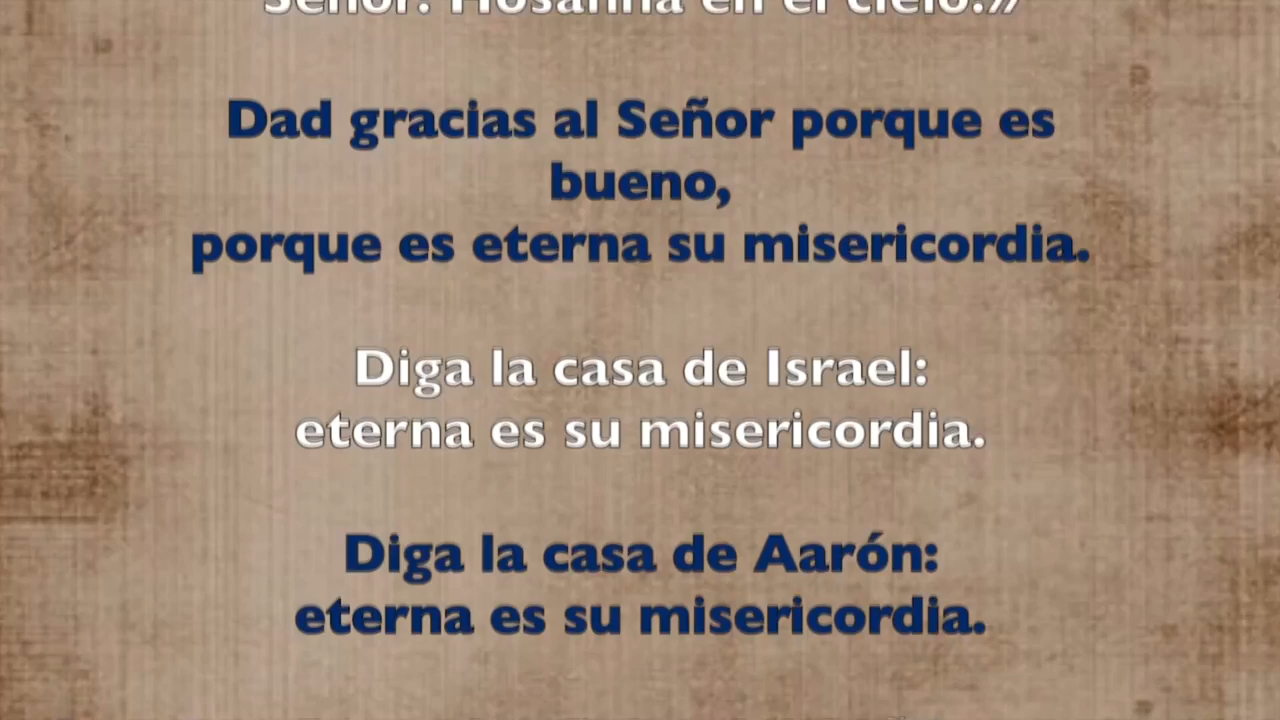 Señor. Hosanna en el cielo.»
Dad gracias al Señor porque es
bueno,
porque es eterna su misericordia.
Diga la casa de Israel:
eterna es su misericordia.
Diga la casa de Aarón:
eterna es su misericordia.